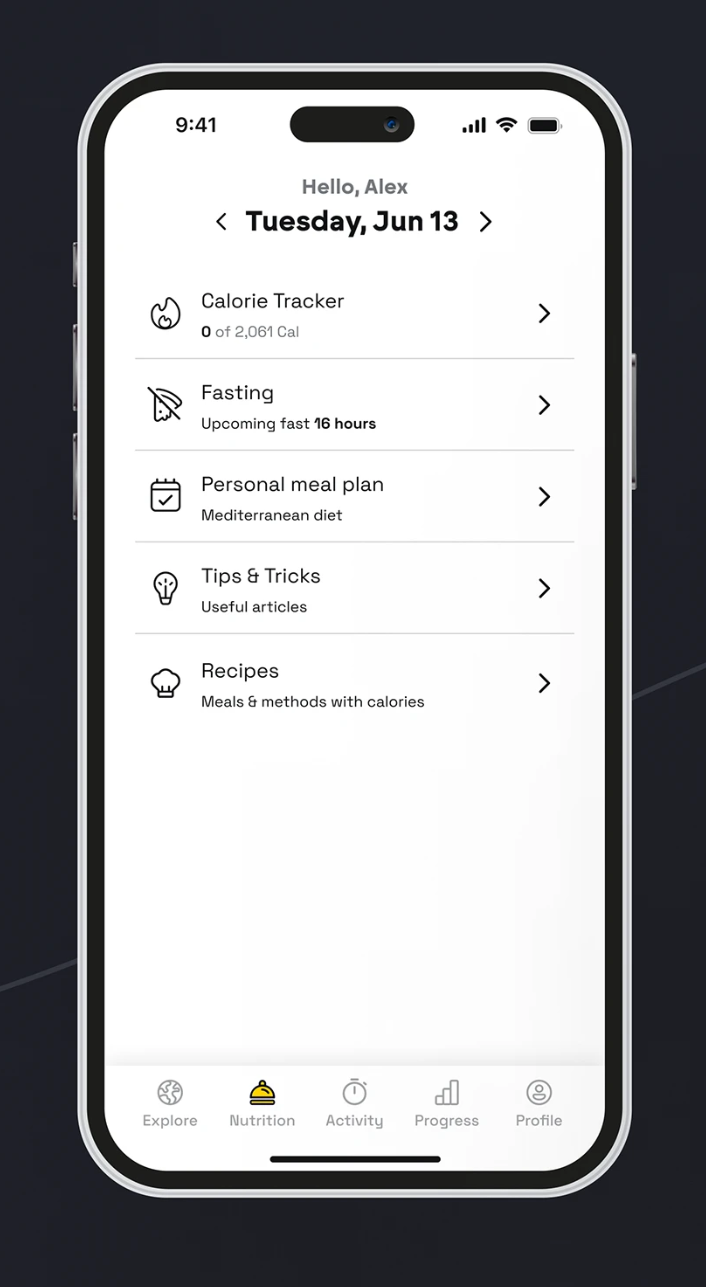 9:41
Hello, Alex
Tuesday, Jun 13
Calorie Tracker
0 of 2,061 Cal
Fasting
Upcoming fast 16 hours
Personal meal plan
Mediterranean diet
Tips & Tricks
Useful articles
Recipes
Meals & methods with calories
Explore
Nutrition
Activity
Progress
Profile